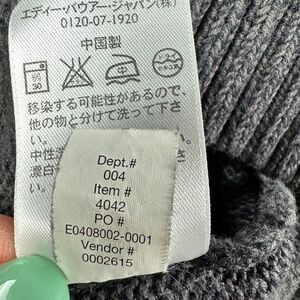 エディー・バウアー・ジャパン(株)
0120-07-1920
中国製
30
移染する可能性があるので、
他の物と分けて洗って下さ
い。
中性
漂白
Dept.#
004
Item #
4042
PO #
E0408002-0001
Vendor #
0002615